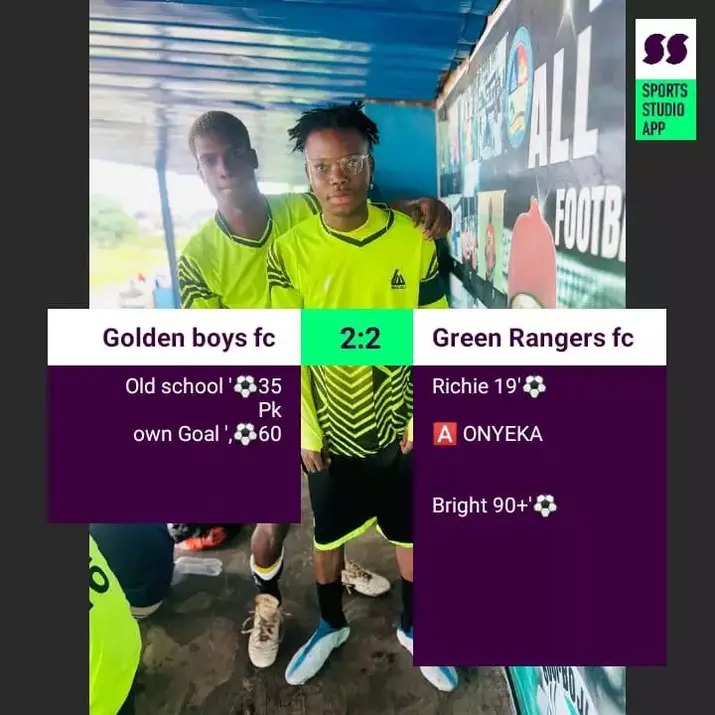 SS
SPORTS
STUDIO
APP
ALL
FOOTB
Golden boys fc
2:2
Green Rangers fc
Old school '⚽35
Pk
own Goal ',⚽60
Richie 19'⚽
🅰 ONYEKA
Bright 90+'⚽